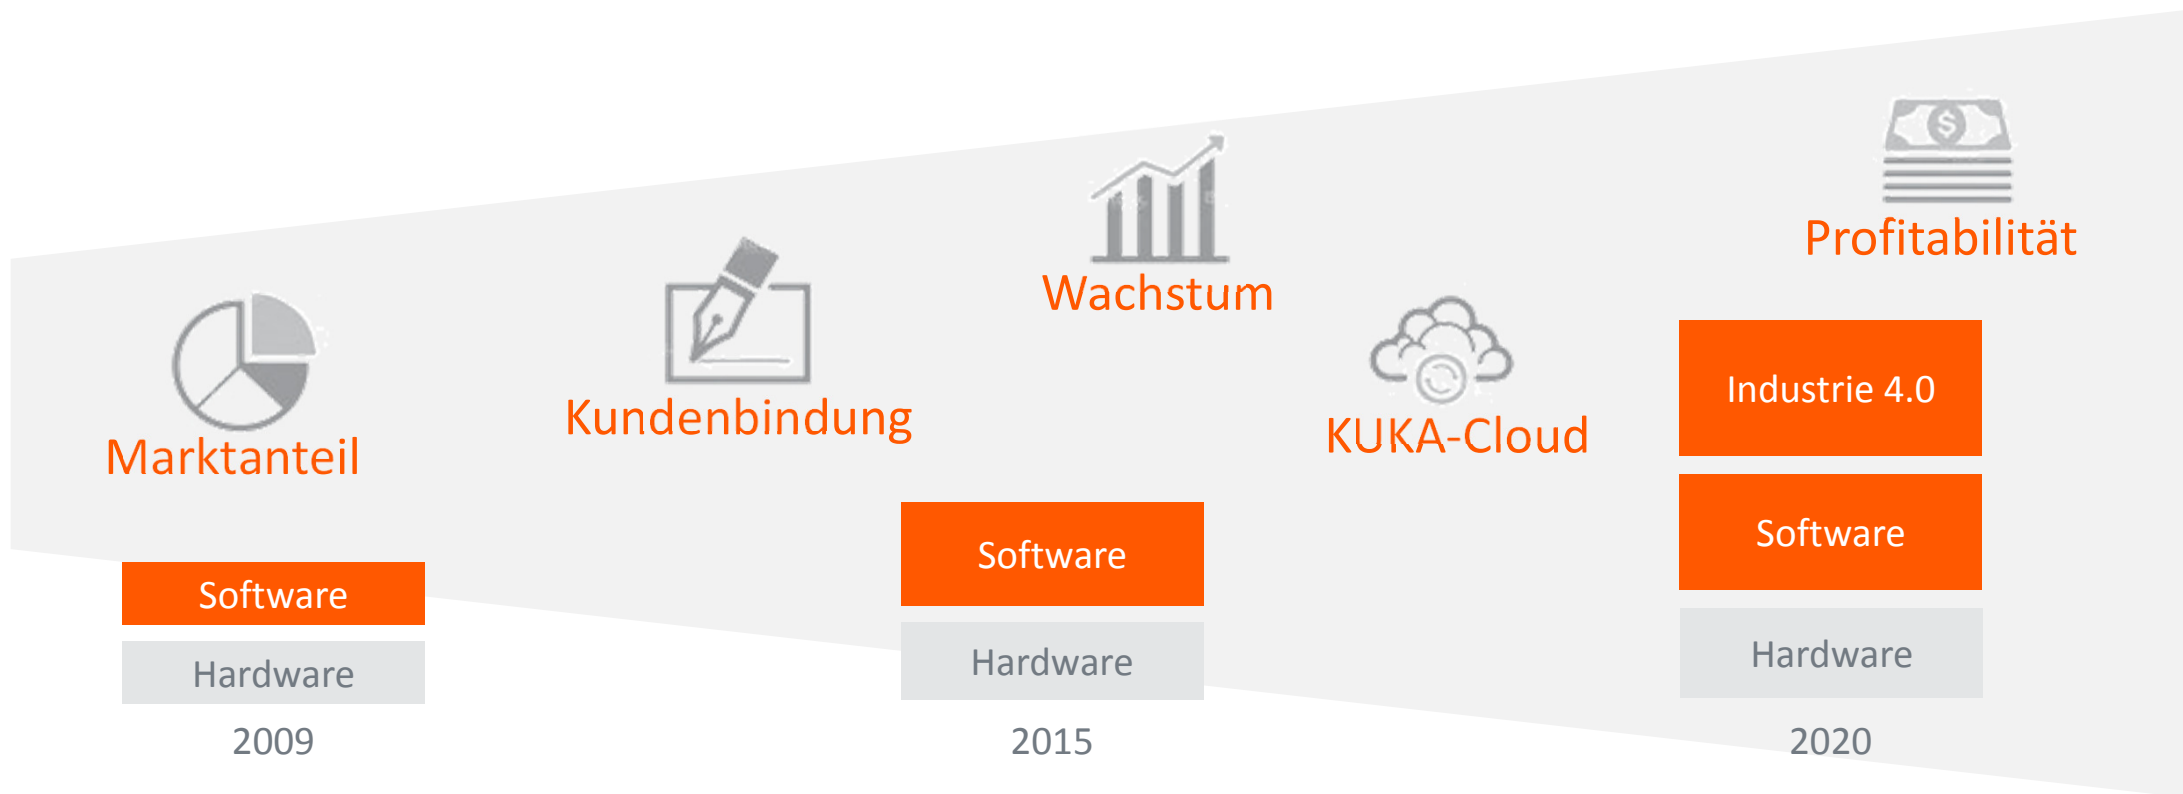 Marktanteil
Kundenbindung
Wachstum
KUKA-Cloud
Profitabilität
Software
Hardware
2009
Software
Hardware
2015
Industrie 4.0
Software
Hardware
2020